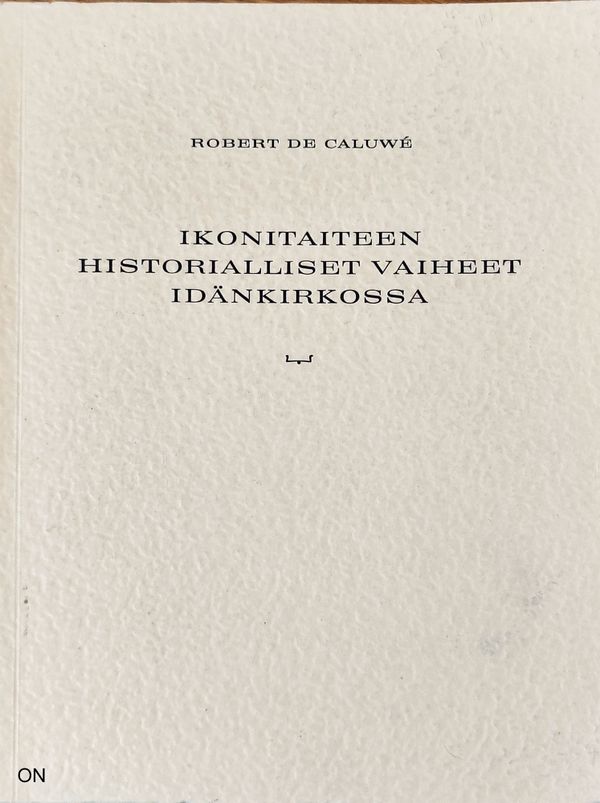 ROBERT DE CALUWÉ
IKONITAITEEN
HISTORIALLISET VAIHEET
IDÄNKIRKOSSA
ON